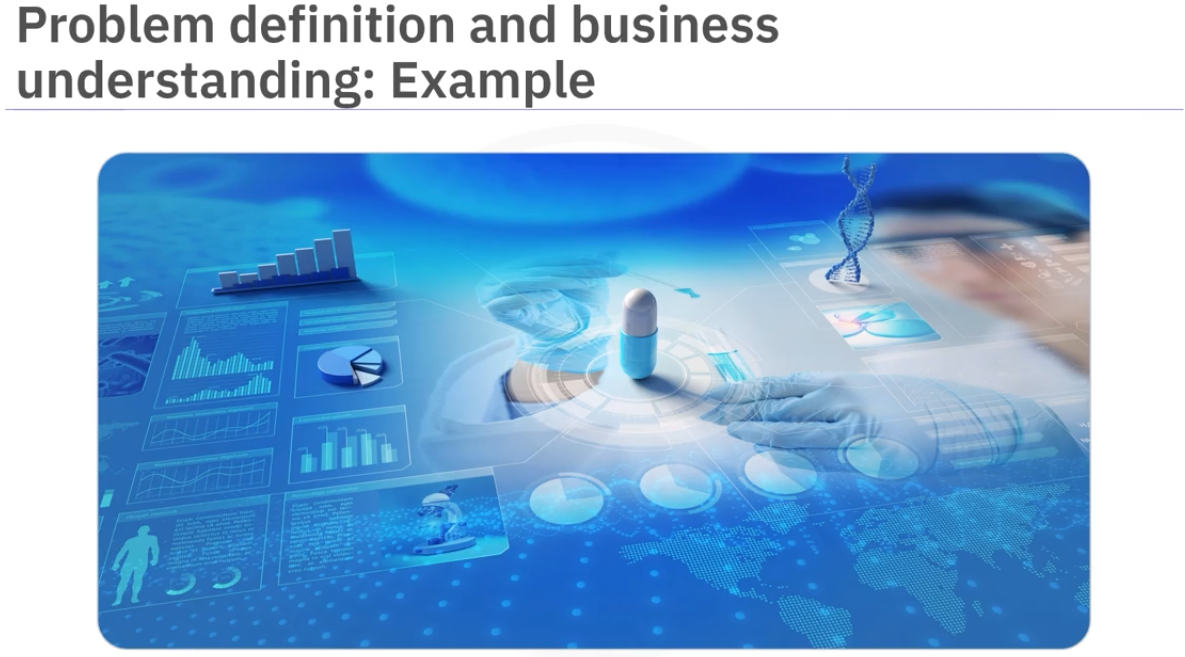 Problem definition and business
understanding: Example